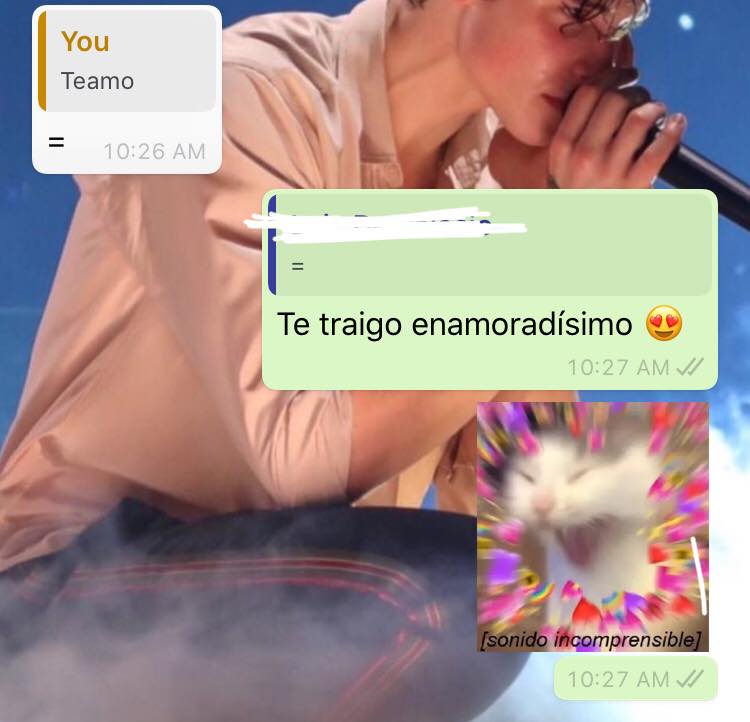 You
Teamo
=
10:26 AM
=
Te traigo enamoradísimo 😍
10:27 AM
[sonido incomprensible]
10:27 AM